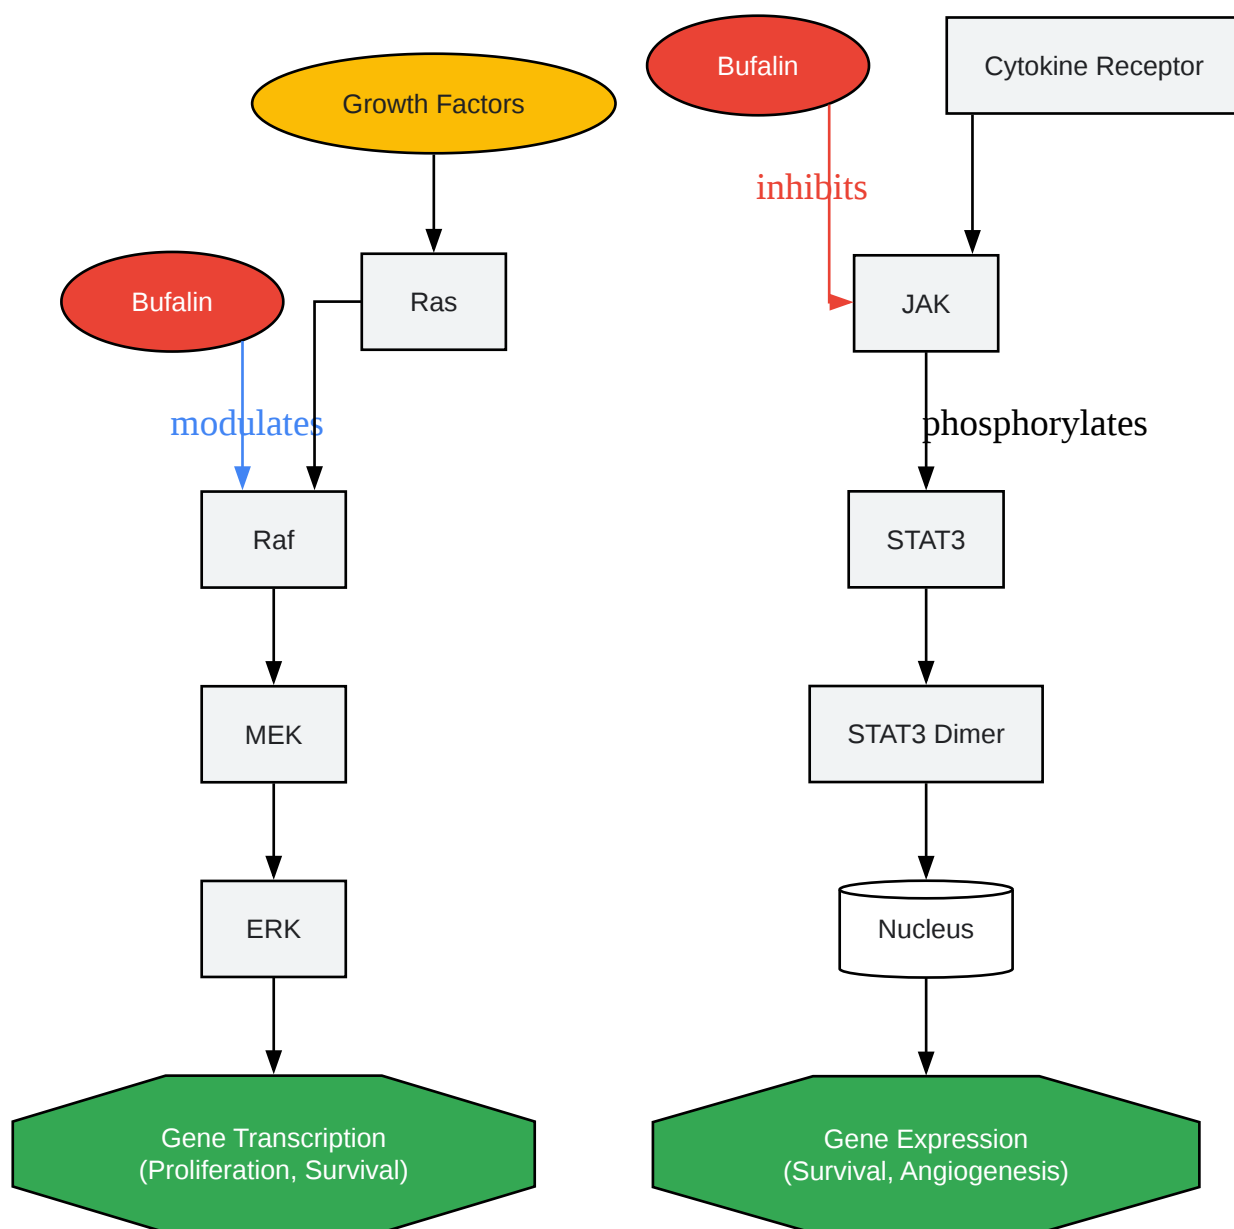 Growth Factors
Bufalin
Ras
modulates
Raf
MEK
ERK
Gene Transcription
(Proliferation, Survival)
Bufalin
Cytokine Receptor
inhibits
JAK
phosphorylates
STAT3
STAT3 Dimer
Nucleus
Gene Expression
(Survival, Angiogenesis)